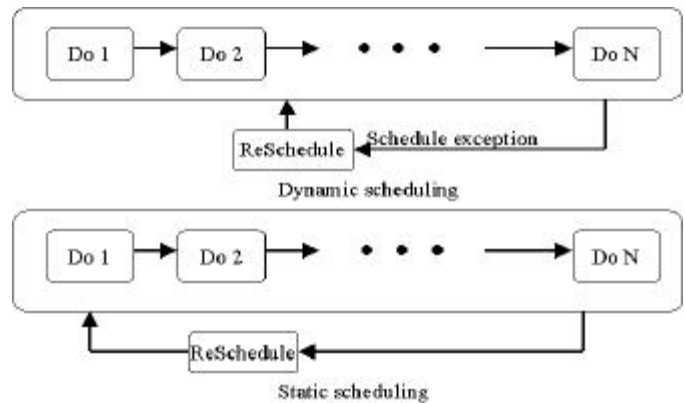 Do 1 Do 2 Do N
Schedule exception
ReSchedule
Dynamic scheduling
Do 1 Do 2 Do N
ReSchedule
Static scheduling